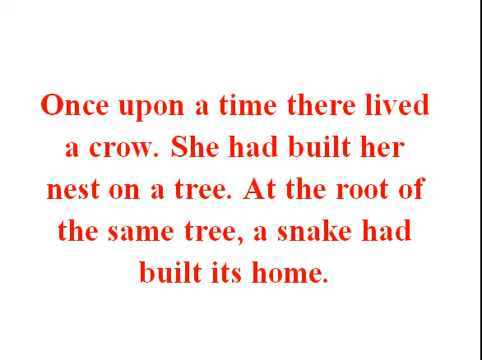 Once upon a time there lived
a crow. She had built her
nest on a tree. At the root of
the same tree, a snake had
built its home.